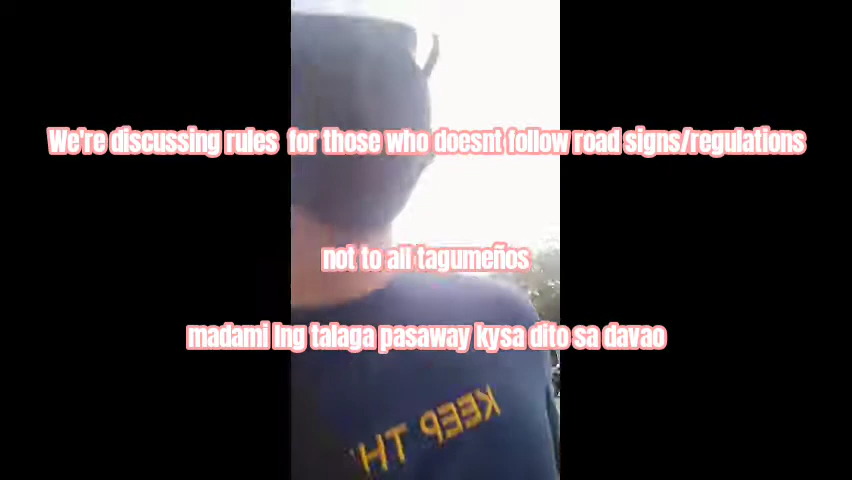 We're discussing rules for those who doesnt follow road signs/regulations
not to all tagumeños
madami lng talaga pasaway kysa dito sa davao
KEEP TH